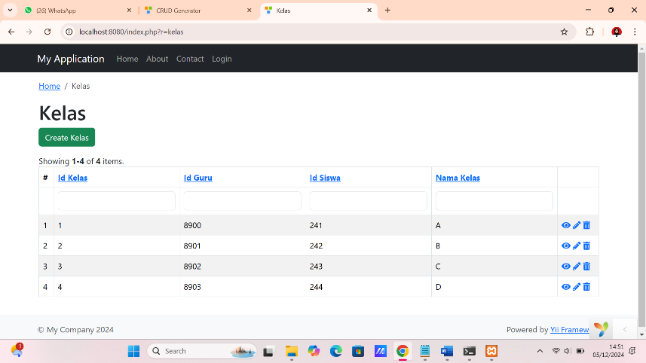 (26) WhatsApp
CRUD Generator
Kelas
localhost:8080/index.php?r=kelas
My Application Home About Contact Login
Home / Kelas
Kelas
Create Kelas
Showing 1-4 of 4 items.
# Id Kelas Id Guru Id Siswa Nama Kelas
1 1 8900 241 A
2 2 8901 242 B
3 3 8902 243 C
4 4 8903 244 D
© My Company 2024 Powered by Yii Framew
Search
14:51
05/12/2024